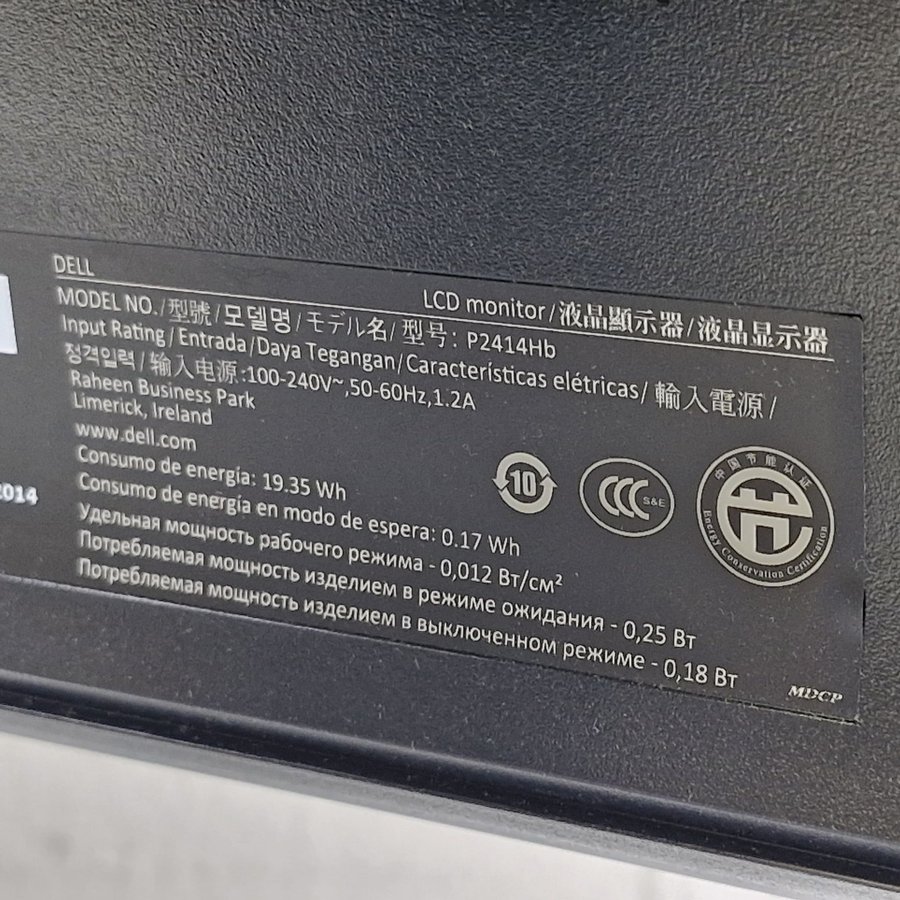 DELL
LCD monitor/液晶顯示器/液晶显示器
MODEL NO./型號/모델명/モデル名/型号: P2414Hb
Input Rating/Entrada/Daya Tegangan/Características elétricas/輸入電源/
정격입력/输入电源:100-240V~,50-60Hz,1.2A
Raheen Business Park
Limerick, Ireland
www.dell.com
Consumo de energía: 19.35 Wh
Consumo de energía en modo de espera: 0.17 Wh
Удельная мощность рабочего режима - 0,012 Вт/см²
Потребляемая мощность изделием в режиме ожидания - 0,25 Вт
Потребляемая мощность изделием в выключенном режиме - 0,18 Вт
2014
10
CCC S&E
中国节能认证
Energy Conservation Certification
MDCP